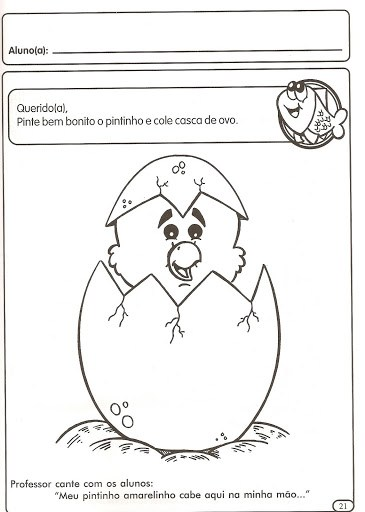 Aluno(a):
Querido(a),
Pinte bem bonito o pintinho e cole casca de ovo.
Professor cante com os alunos:
"Meu pintinho amarelinho cabe aqui na minha mão..."
21